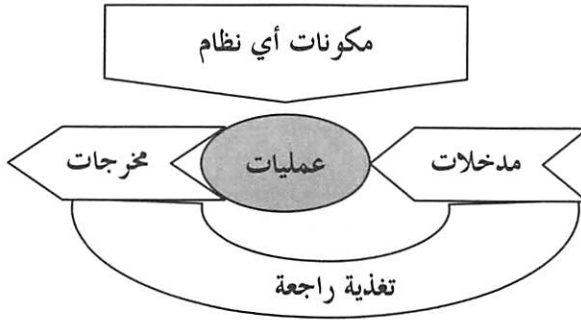 مكونات أي نظام
مدخلات
عمليات
مخرجات
تغذية راجعة